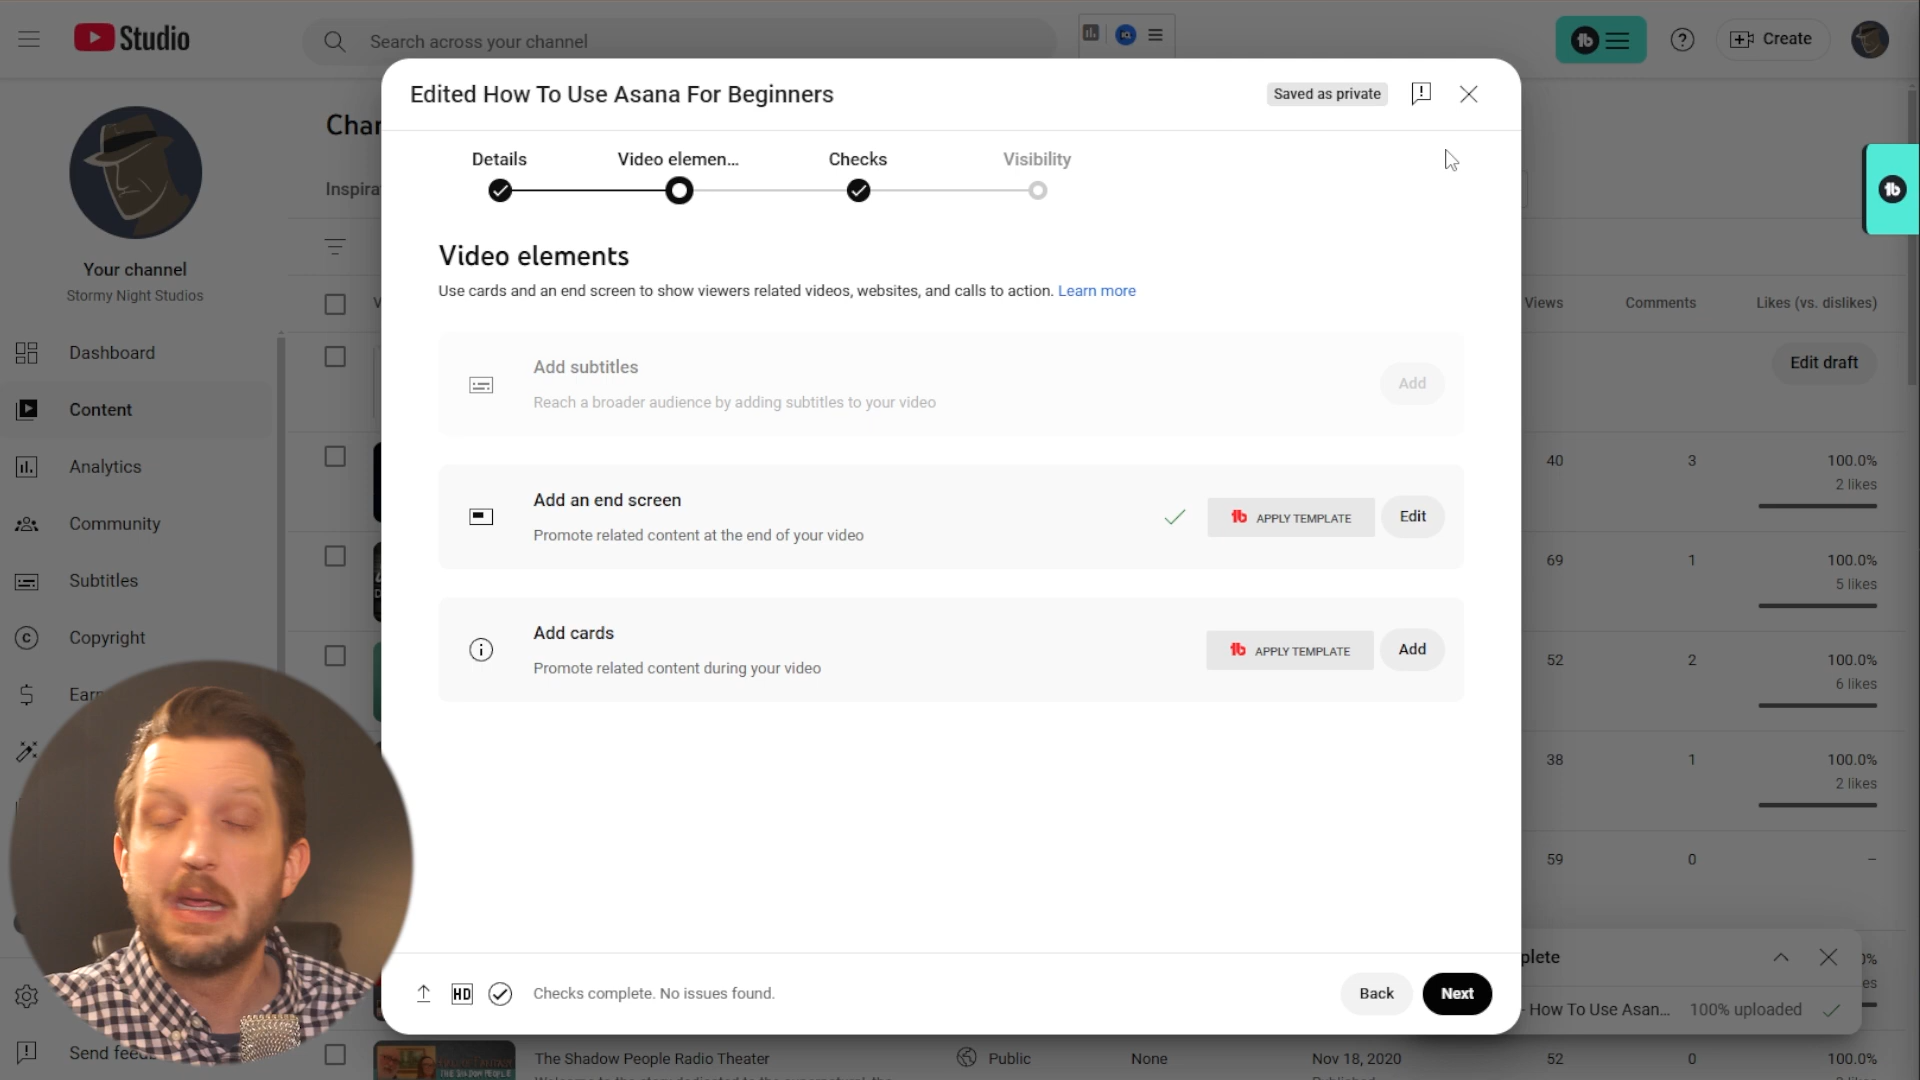 Studio
Search across your channel
Create
Edited How To Use Asana For Beginners
Saved as private
Details
Video elemen...
Checks
Visibility
Video elements
Use cards and an end screen to show viewers related videos, websites, and calls to action. Learn more
Add subtitles
Reach a broader audience by adding subtitles to your video
Add
Add an end screen
Promote related content at the end of your video
APPLY TEMPLATE
Edit
Add cards
Promote related content during your video
APPLY TEMPLATE
Add
HD
Checks complete. No issues found.
Back
Next
Your channel
Stormy Night Studios
Dashboard
Content
Analytics
Community
Subtitles
Copyright
Send
Views
Comments
Likes (vs. dislikes)
Edit draft
40
3
100.0%
2 likes
69
1
100.0%
5 likes
52
2
100.0%
6 likes
38
1
100.0%
2 likes
59
0
–
How To Use Asan...
100% uploaded
The Shadow People Radio Theater
Public
None
Nov 18, 2020
52
0
100.0%